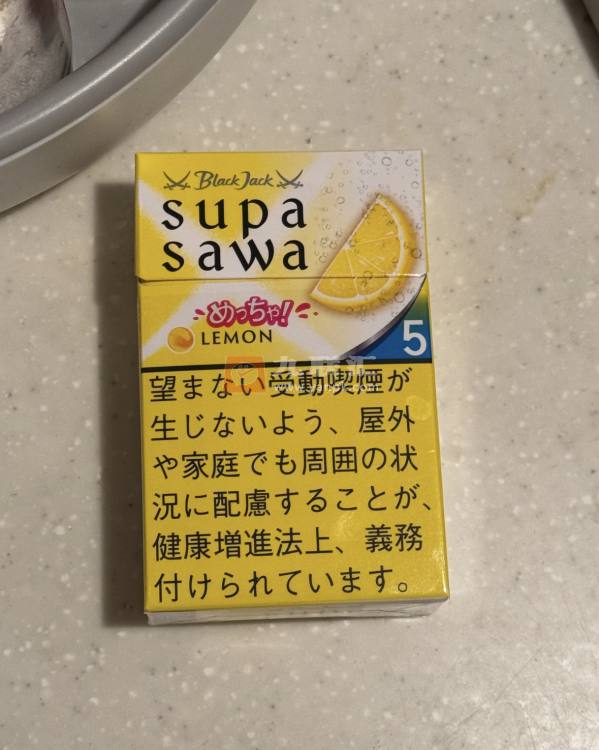 Black Jack
supa
sawa
めっちゃ!
LEMON
5
望まない受動喫煙が
生じないよう、屋外
や家庭でも周囲の状
況に配慮することが、
健康増進法上、義務
付けられています。